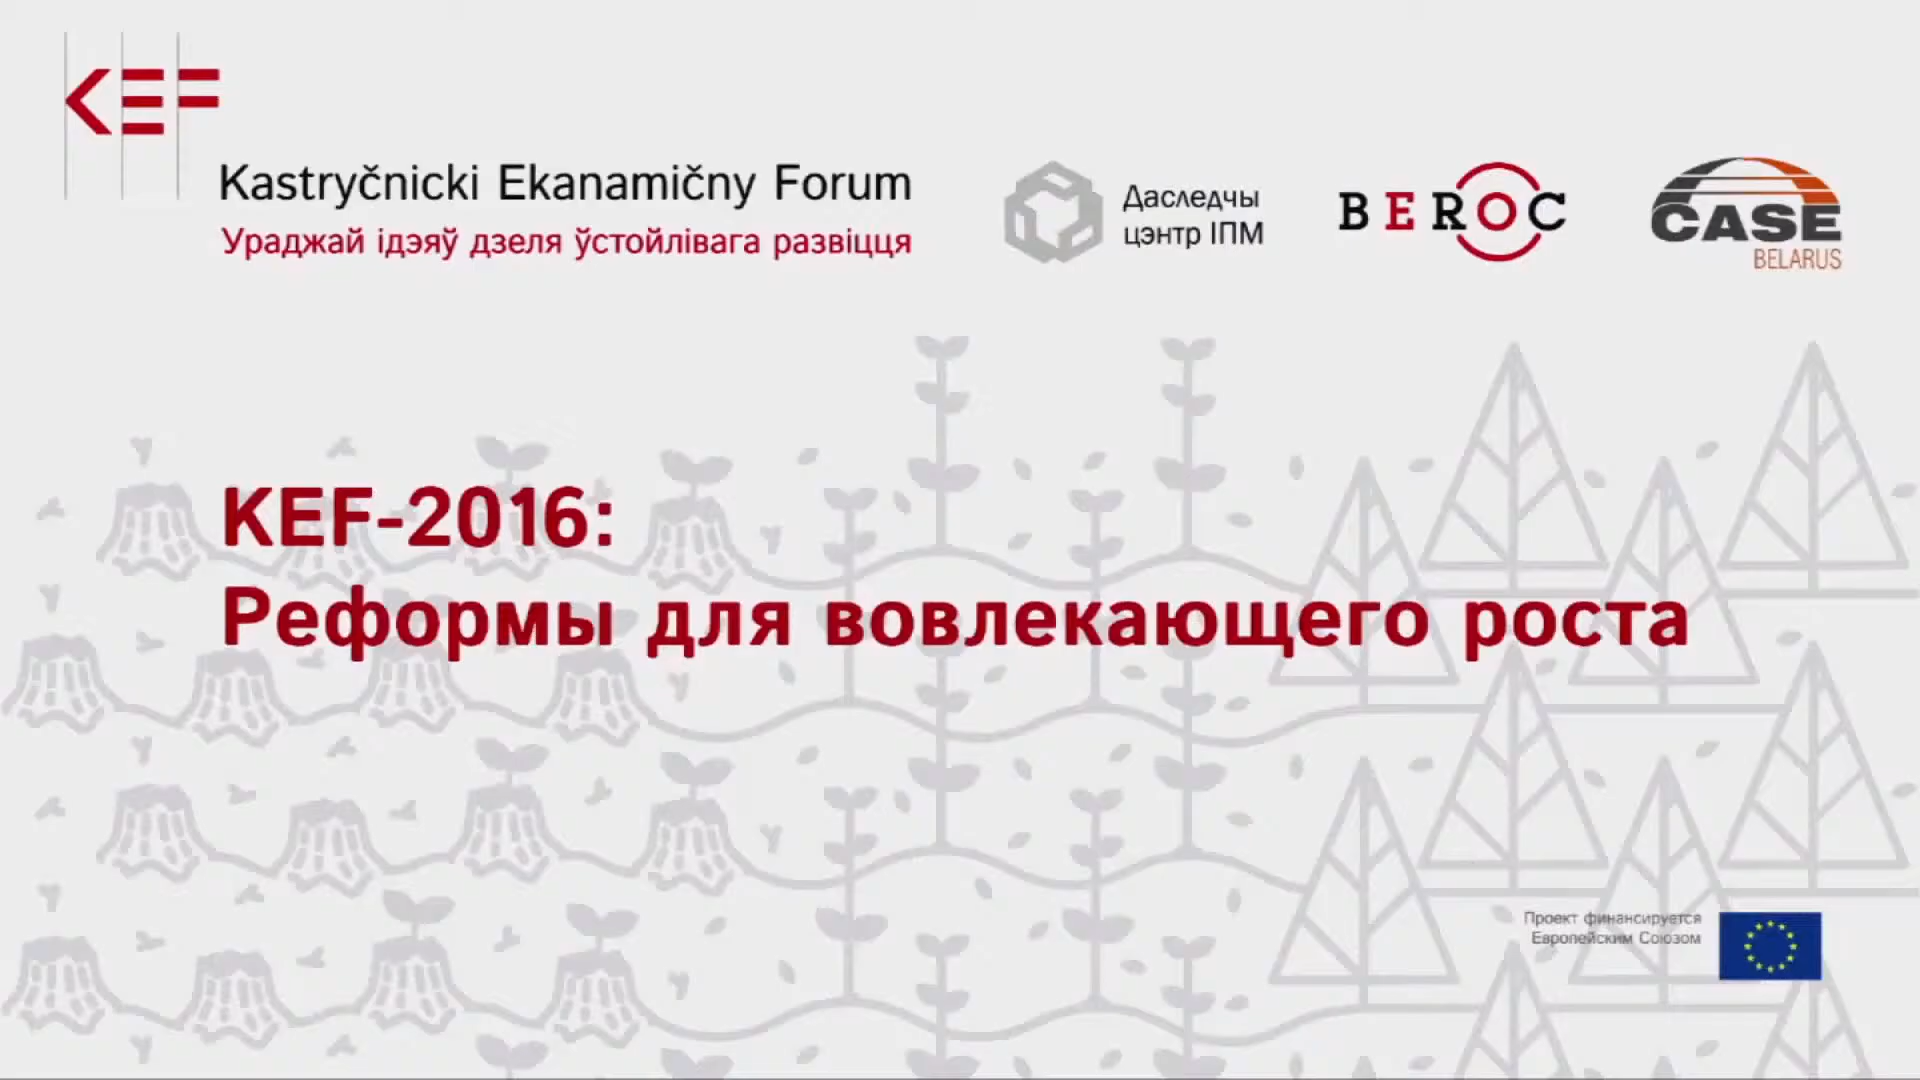 KEF
Kastryčnicki Ekanamičny Forum
Ураджай ідэяў дзеля ўстойлівага развіцця
Даследчы
цэнтр ІПМ
BEROC
CASE
BELARUS
KEF-2016:
Реформы для вовлекающего роста
Проект финансируется
Европейским Союзом